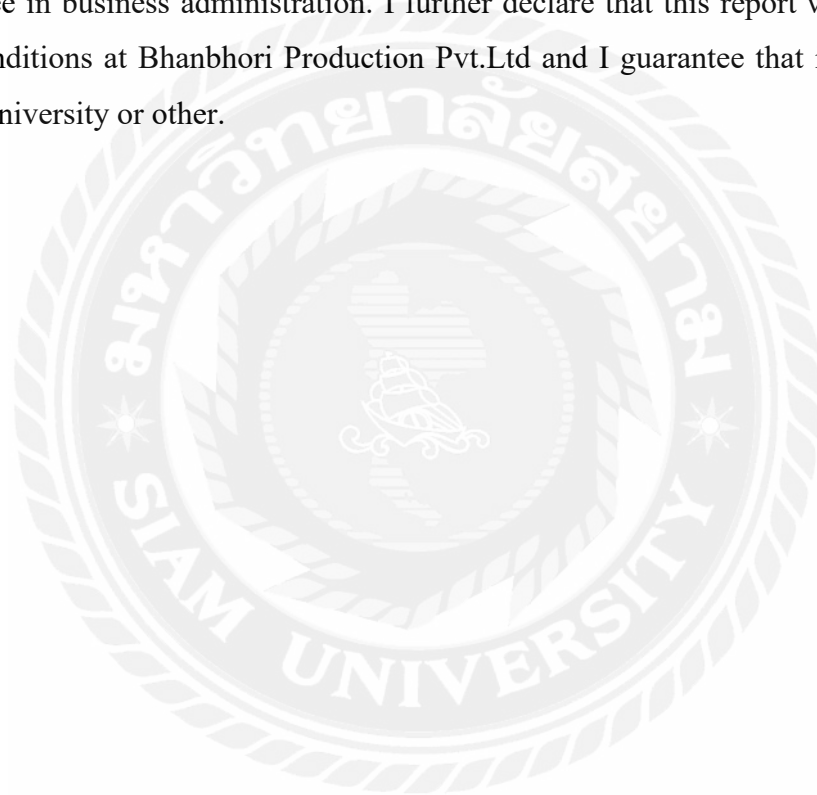 ee in business administration. I further declare that this report
nditions at Bhanbhori Production Pvt.Ltd and I guarantee that
niversity or other.
มหาวิทยาลัยสยาม
SIAM UNIVERSITY